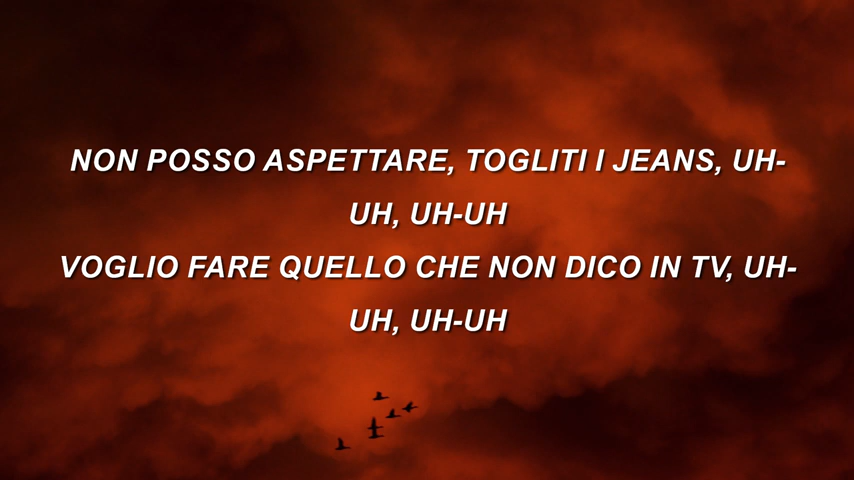 NON POSSO ASPETTARE, TOGLITI I JEANS, UH-
UH, UH-UH
VOGLIO FARE QUELLO CHE NON DICO IN TV, UH-
UH, UH-UH